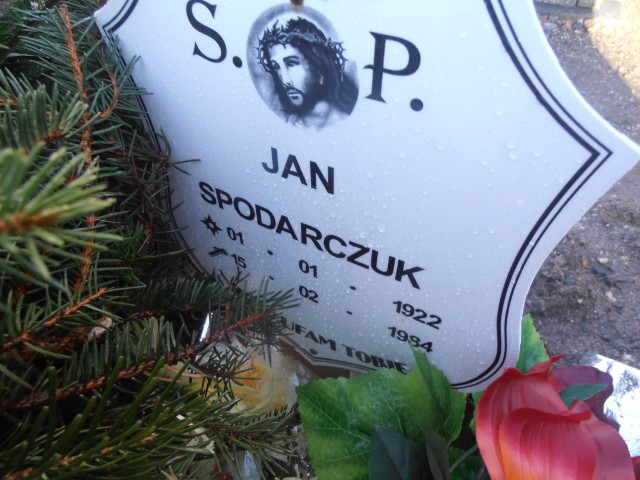 S. P.
JAN
SPODARCZUK
01 · 01 · 1922
15 · 02 · 1984
UFAM TOBIE